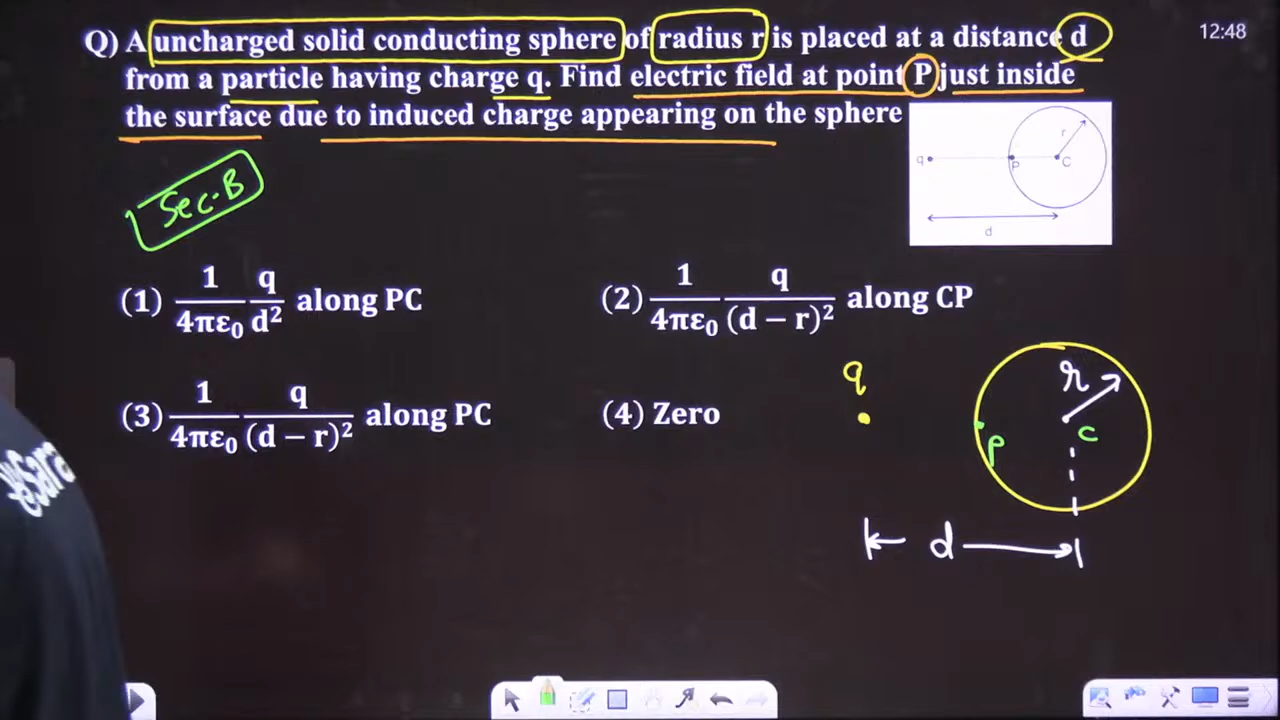 12:48
Q) A uncharged solid conducting sphere of radius r is placed at a distance d
from a particle having charge q. Find electric field at point P just inside
the surface due to induced charge appearing on the sphere
r
q
P
C
d
Sec-B
(1) 1/4πε₀ q/d² along PC
(2) 1/4πε₀ q/(d − r)² along CP
(3) 1/4πε₀ q/(d − r)² along PC
(4) Zero
q
r
P
C
d